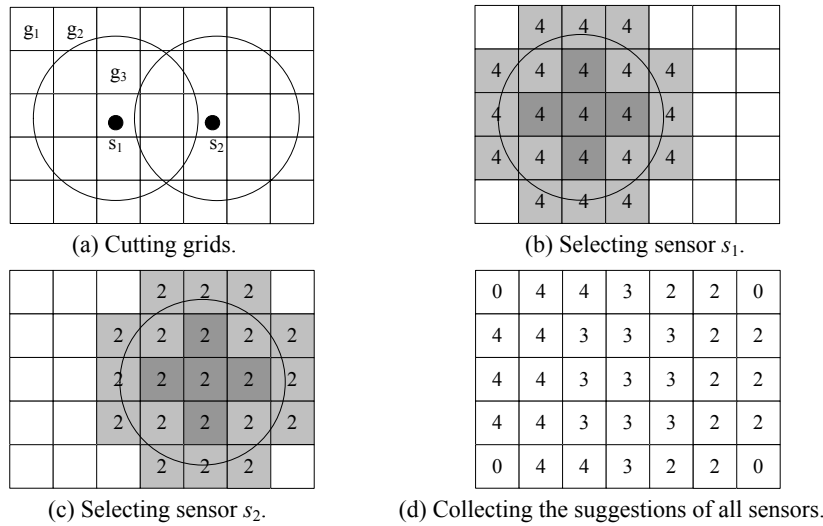 g1 g2
g3
s1 s2
(a) Cutting grids.
4 4 4
4 4 4 4 4
4 4 4 4 4
4 4 4 4 4
4 4 4
(b) Selecting sensor s1.
2 2 2
2 2 2 2 2
2 2 2 2 2
2 2 2 2 2
2 2 2
(c) Selecting sensor s2.
0 4 4 3 2 2 0
4 4 3 3 3 2 2
4 4 3 3 3 2 2
4 4 3 3 3 2 2
0 4 4 3 2 2 0
(d) Collecting the suggestions of all sensors.